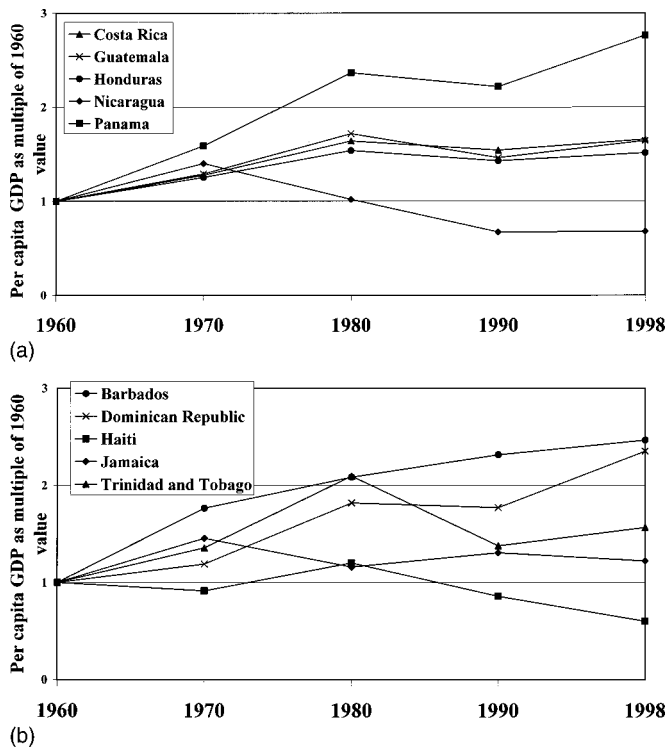 3
Costa Rica
Guatemala
Honduras
Nicaragua
Panama
2
1
0
Per capita GDP as multiple of 1960
value
1960 1970 1980 1990 1998
(a)
3
Barbados
Dominican Republic
Haiti
Jamaica
Trinidad and Tobago
2
1
0
Per capita GDP as multiple of 1960
value
1960 1970 1980 1990 1998
(b)